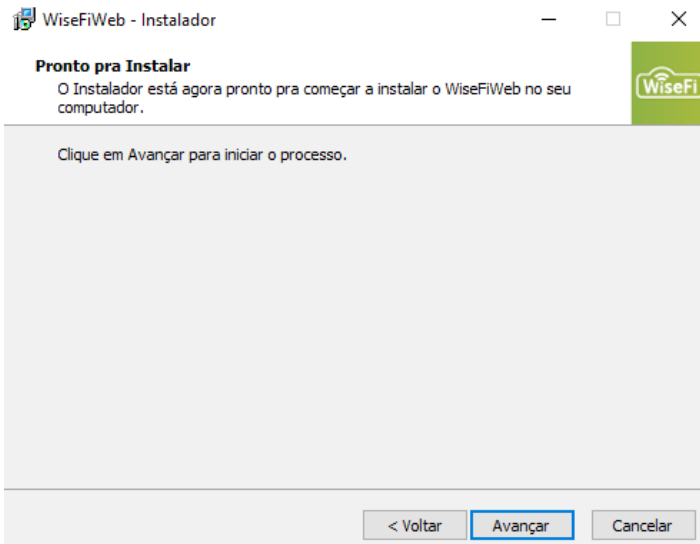 WiseFiWeb - Instalador
Pronto pra Instalar
O Instalador está agora pronto pra começar a instalar o WiseFiWeb no seu
computador.
WiseFi
Clique em Avançar para iniciar o processo.
< Voltar
Avançar
Cancelar